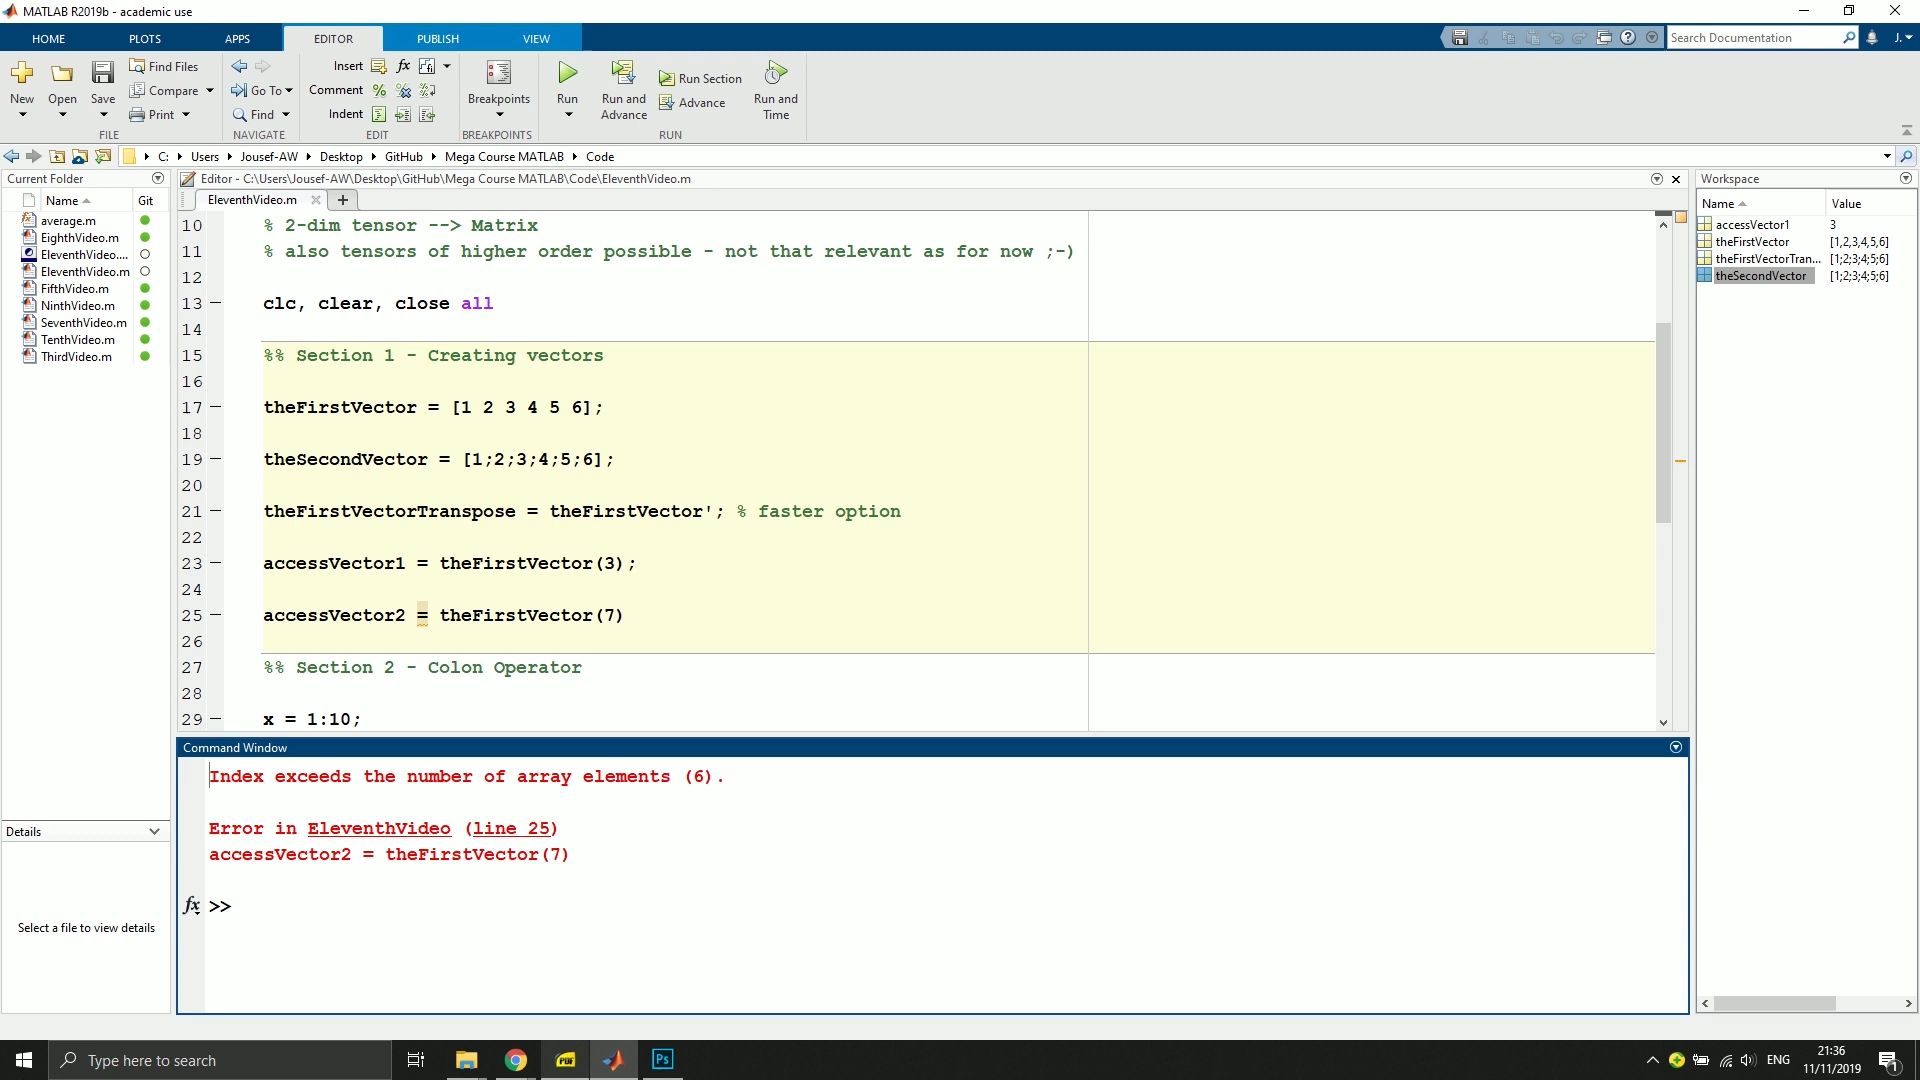 MATLAB R2019b - academic use
HOME PLOTS APPS EDITOR PUBLISH VIEW
Search Documentation
J.
New
Open
Save
Find Files
Compare
Print
FILE
Go To
Find
NAVIGATE
Insert
Comment
Indent
EDIT
Breakpoints
BREAKPOINTS
Run
Run and Advance
Run Section
Advance
Run and Time
RUN
C: Users Jousef-AW Desktop GitHub Mega Course MATLAB Code
Current Folder
Name Git
average.m
EighthVideo.m
EleventhVideo....
EleventhVideo.m
FifthVideo.m
NinthVideo.m
SeventhVideo.m
TenthVideo.m
ThirdVideo.m
Details
Select a file to view details
Editor - C:\Users\Jousef-AW\Desktop\GitHub\Mega Course MATLAB\Code\EleventhVideo.m
EleventhVideo.m
10 % 2-dim tensor --> Matrix
11 % also tensors of higher order possible - not that relevant as for now ;-)
12
13 clc, clear, close all
14
15 %% Section 1 - Creating vectors
16
17 theFirstVector = [1 2 3 4 5 6];
18
19 theSecondVector = [1;2;3;4;5;6];
20
21 theFirstVectorTranspose = theFirstVector'; % faster option
22
23 accessVector1 = theFirstVector(3);
24
25 accessVector2 = theFirstVector(7)
26
27 %% Section 2 - Colon Operator
28
29 x = 1:10;
Command Window
Index exceeds the number of array elements (6).
Error in EleventhVideo (line 25)
accessVector2 = theFirstVector(7)
fx >>
Workspace
Name Value
accessVector1 3
theFirstVector [1,2,3,4,5,6]
theFirstVectorTran... [1;2;3;4;5;6]
theSecondVector [1;2;3;4;5;6]
Type here to search
PDF
Ps
ENG
21:36
11/11/2019
1